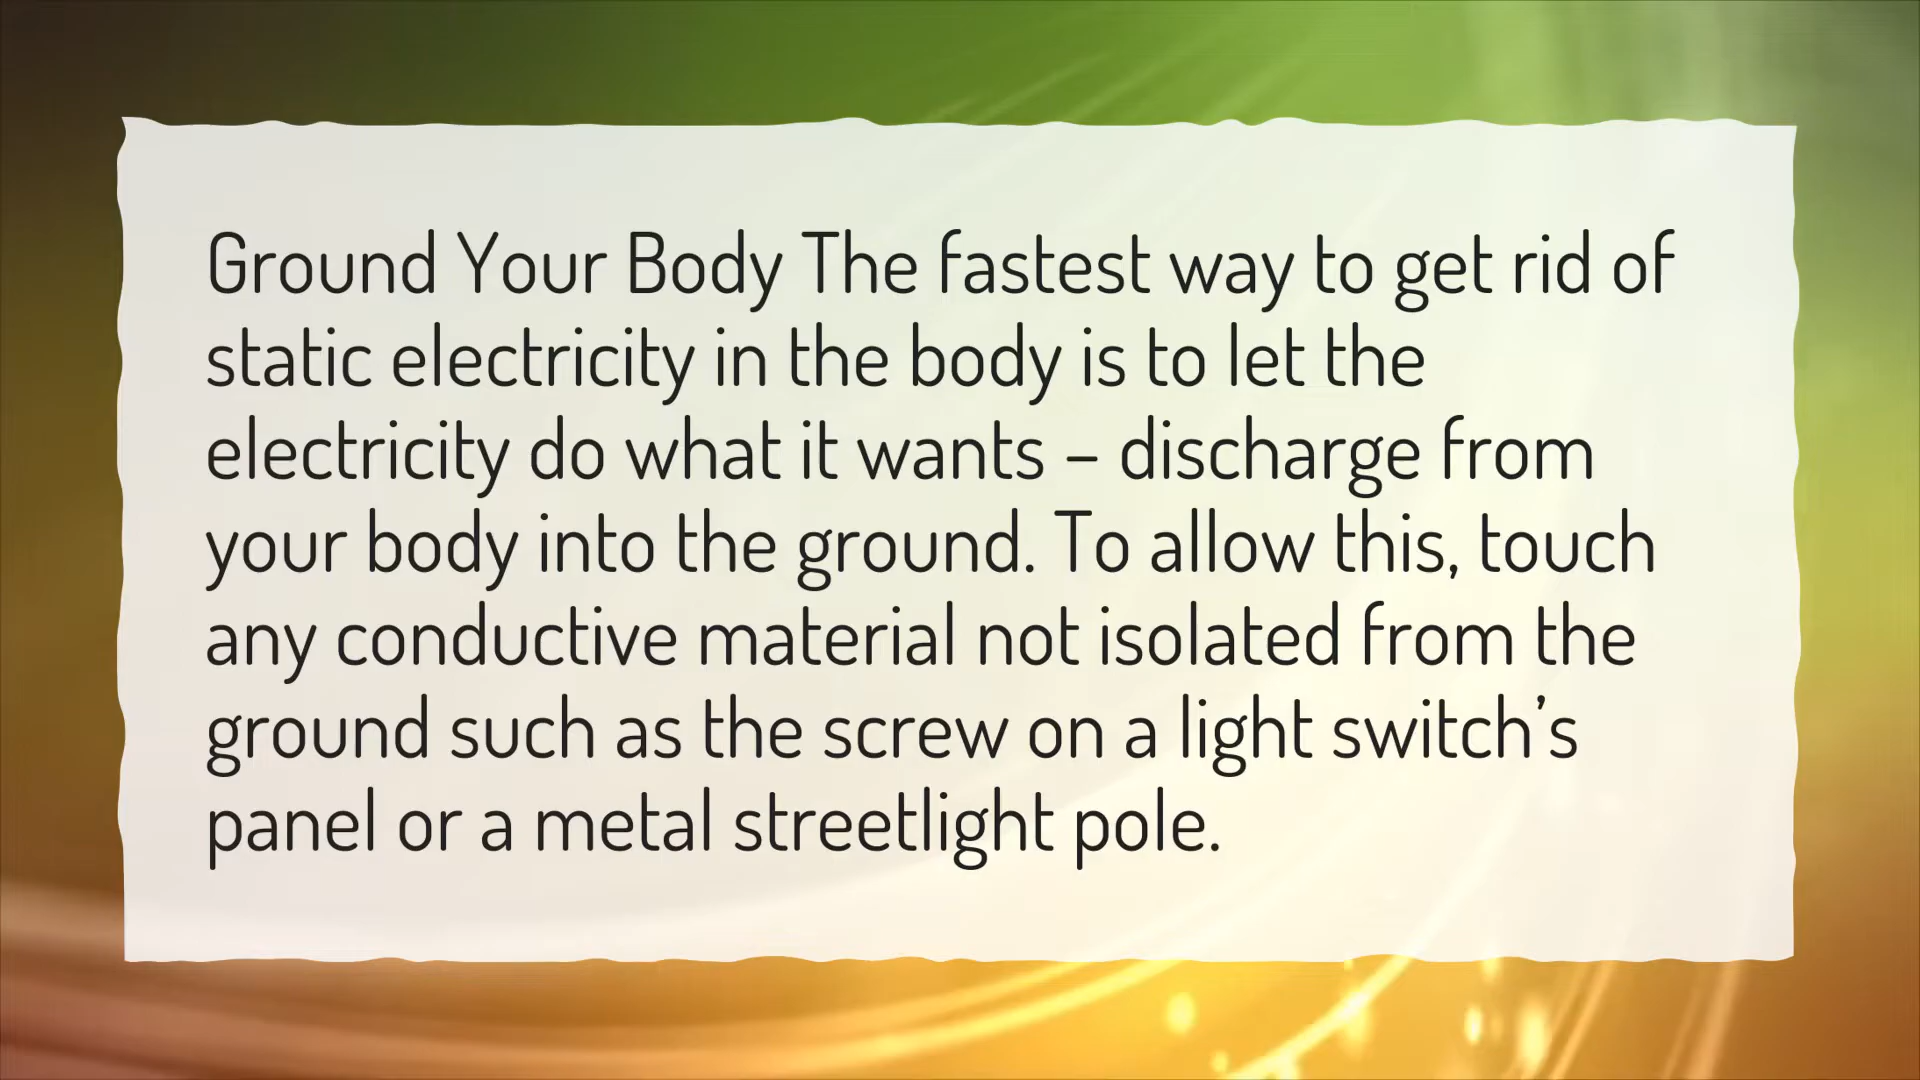 Ground Your Body The fastest way to get rid of
static electricity in the body is to let the
electricity do what it wants – discharge from
your body into the ground. To allow this, touch
any conductive material not isolated from the
ground such as the screw on a light switch’s
panel or a metal streetlight pole.